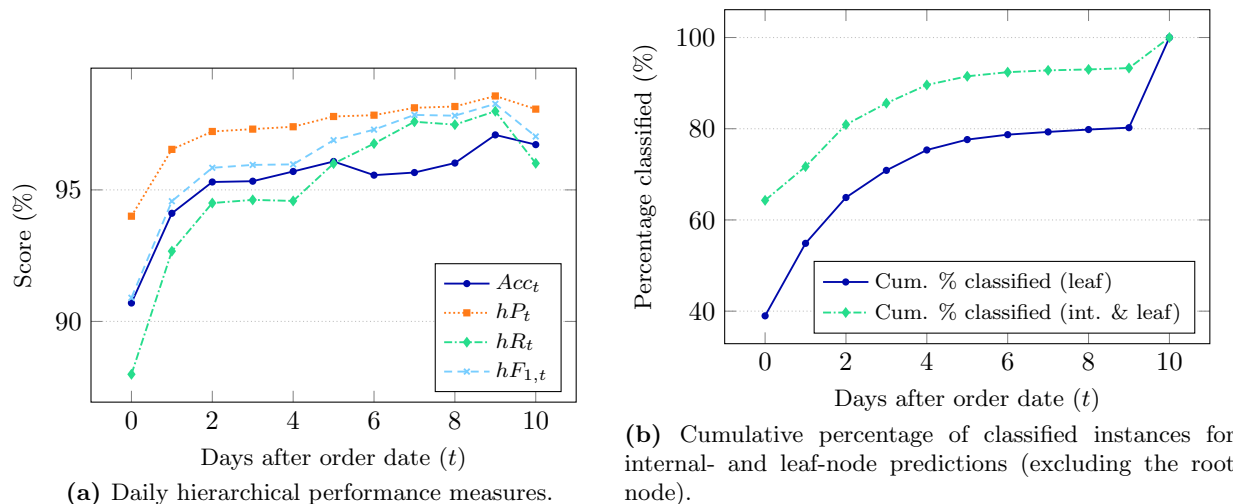 Score (%)
95
90
Acc_t
hP_t
hR_t
hF_{1,t}
0 2 4 6 8 10
Days after order date (t)
(a) Daily hierarchical performance measures.
Percentage classified (%)
100
80
60
40
Cum. % classified (leaf)
Cum. % classified (int. & leaf)
0 2 4 6 8 10
Days after order date (t)
(b) Cumulative percentage of classified instances for
internal- and leaf-node predictions (excluding the root
node).